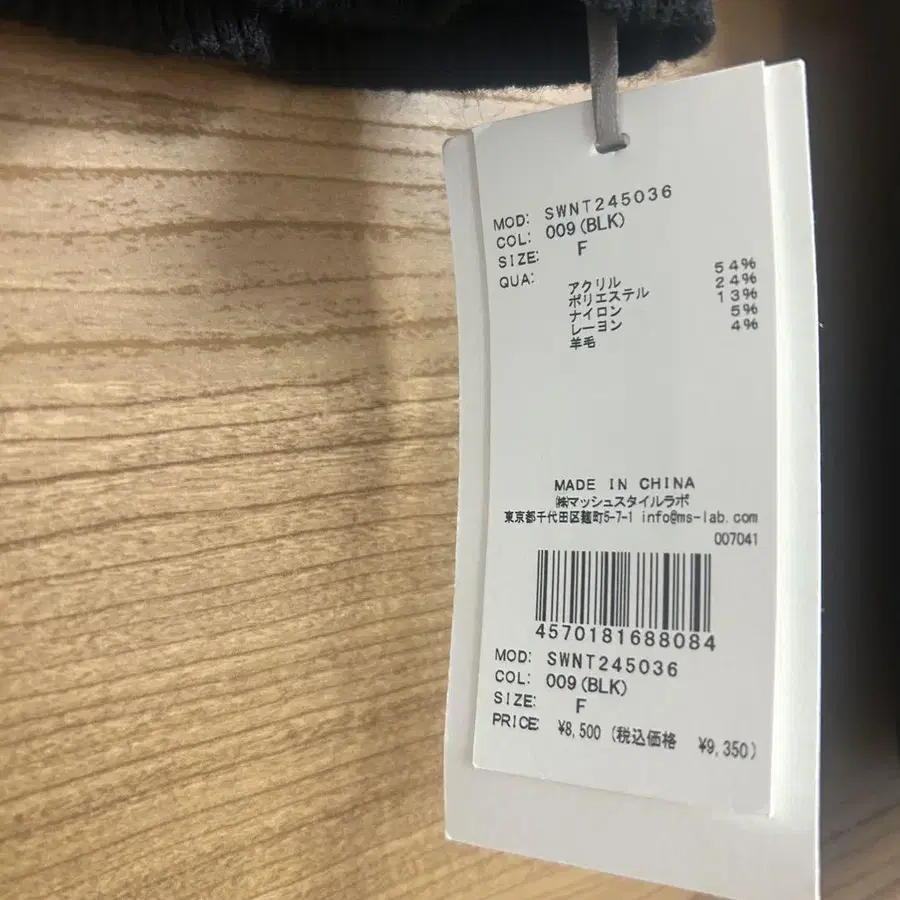 MOD: SWNT245036
COL: 009(BLK)
SIZE: F
QUA: アクリル 54%
ポリエステル 24%
ナイロン 13%
レーヨン 5%
羊毛 4%
MADE IN CHINA
㈱マッシュスタイルラボ
東京都千代田区麹町5-7-1 info@ms-lab.com
007041
4570181688084
MOD: SWNT245036
COL: 009(BLK)
SIZE: F
PRICE: ¥8,500 (税込価格 ¥9,350)